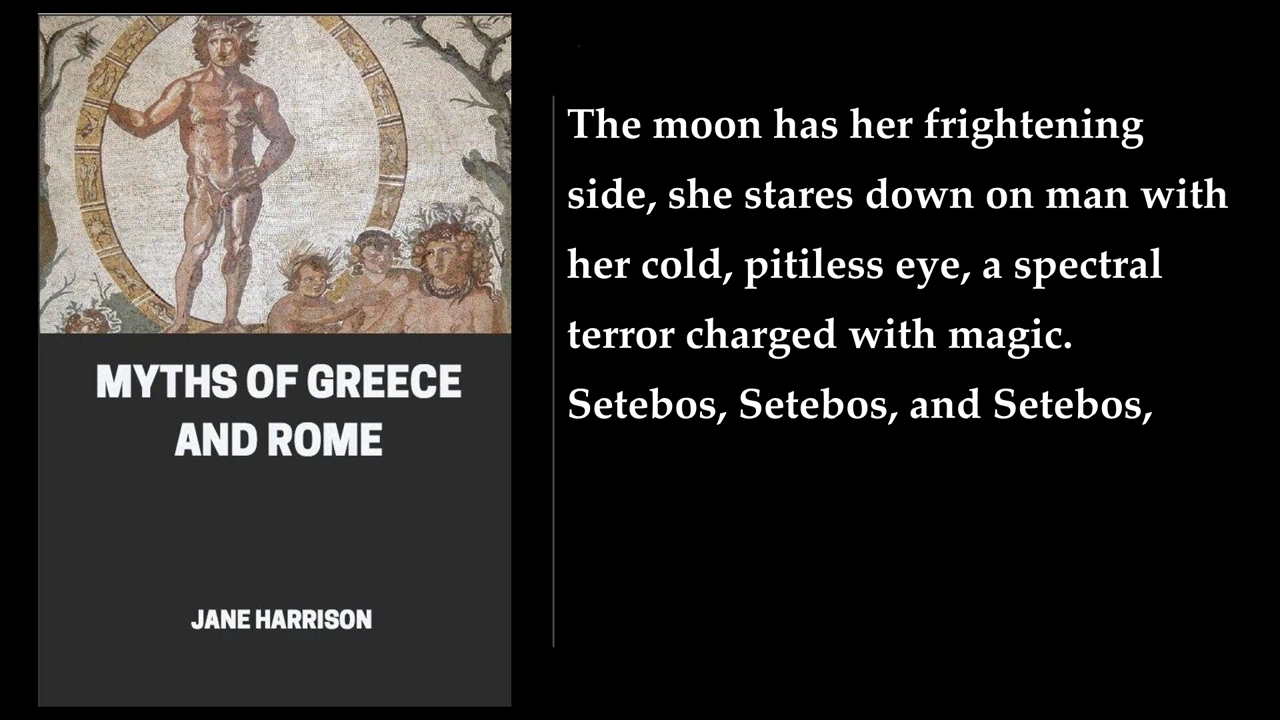 MYTHS OF GREECE
AND ROME
JANE HARRISON
The moon has her frightening
side, she stares down on man with
her cold, pitiless eye, a spectral
terror charged with magic.
Setebos, Setebos, and Setebos,